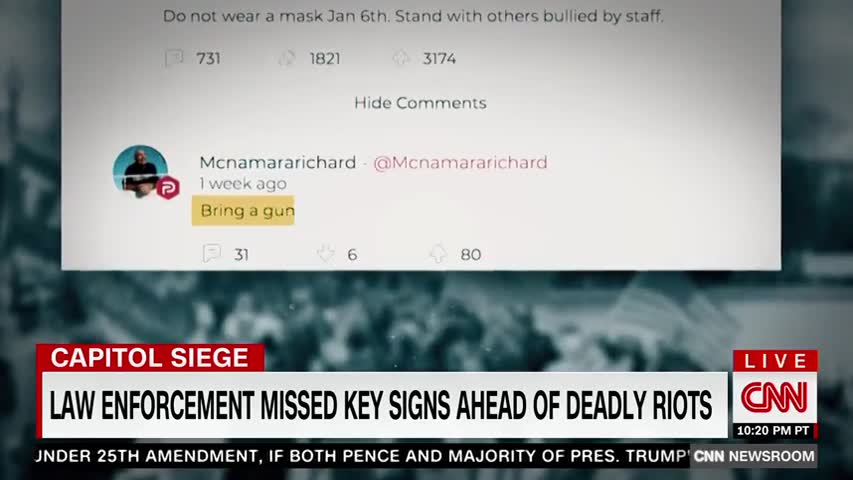 Do not wear a mask Jan 6th. Stand with others bullied by staff.
731 1821 3174
Hide Comments
Mcnamararichard · @Mcnamararichard
1 week ago
Bring a gun
31 6 80
CAPITOL SIEGE
LAW ENFORCEMENT MISSED KEY SIGNS AHEAD OF DEADLY RIOTS
LIVE
CNN
10:20 PM PT
UNDER 25TH AMENDMENT, IF BOTH PENCE AND MAJORITY OF PRES. TRUMP'
CNN NEWSROOM